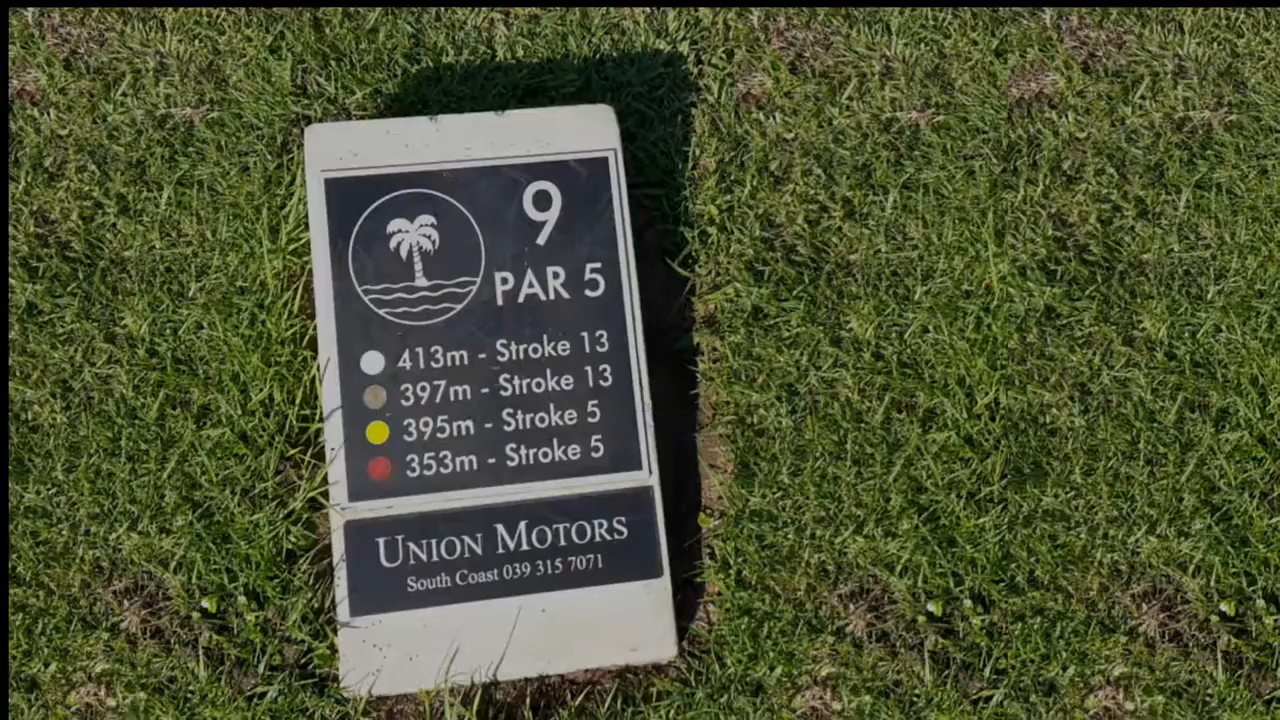 9
PAR 5
413m - Stroke 13
397m - Stroke 13
395m - Stroke 5
353m - Stroke 5
UNION MOTORS
South Coast 039 315 7071